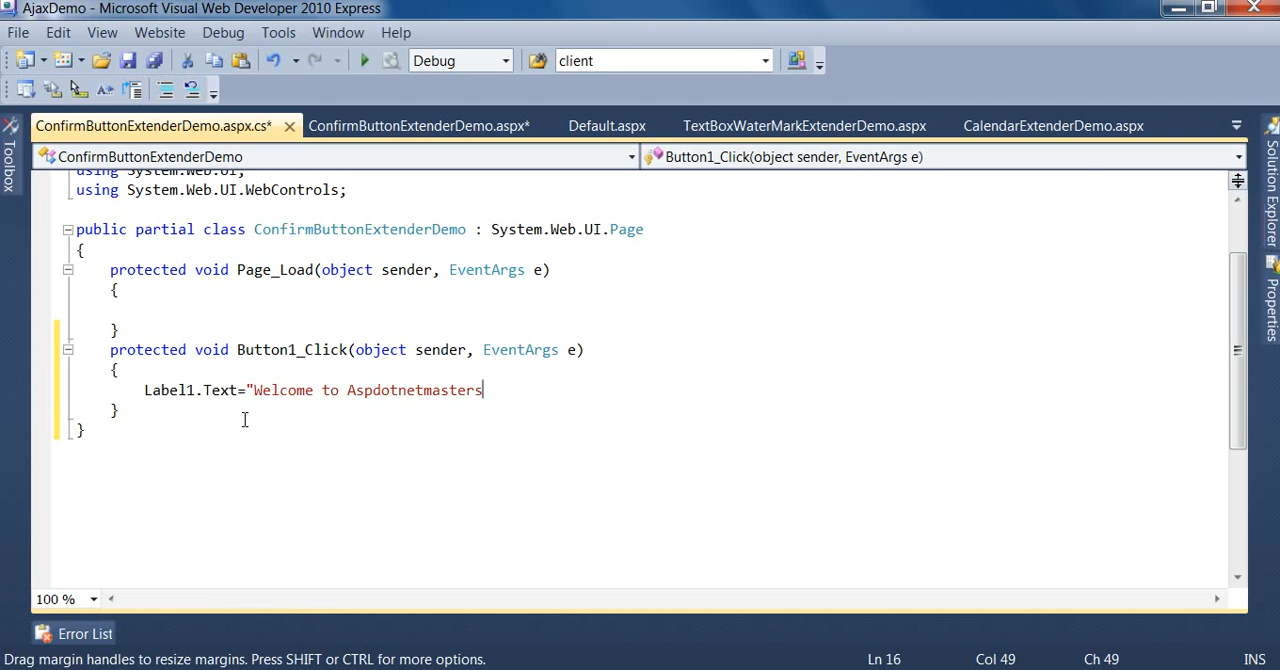 AjaxDemo - Microsoft Visual Web Developer 2010 Express
File Edit View Website Debug Tools Window Help
Debug client
ConfirmButtonExtenderDemo.aspx.cs* ConfirmButtonExtenderDemo.aspx* Default.aspx TextBoxWaterMarkExtenderDemo.aspx CalendarExtenderDemo.aspx
ConfirmButtonExtenderDemo Button1_Click(object sender, EventArgs e)
Toolbox
using System.Web.UI;
using System.Web.UI.WebControls;
public partial class ConfirmButtonExtenderDemo : System.Web.UI.Page
{
protected void Page_Load(object sender, EventArgs e)
{
}
protected void Button1_Click(object sender, EventArgs e)
{
Label1.Text="Welcome to Aspdotnetmasters
}
}
Solution Explorer
Properties
100 %
Error List
Drag margin handles to resize margins. Press SHIFT or CTRL for more options. Ln 16 Col 49 Ch 49 INS